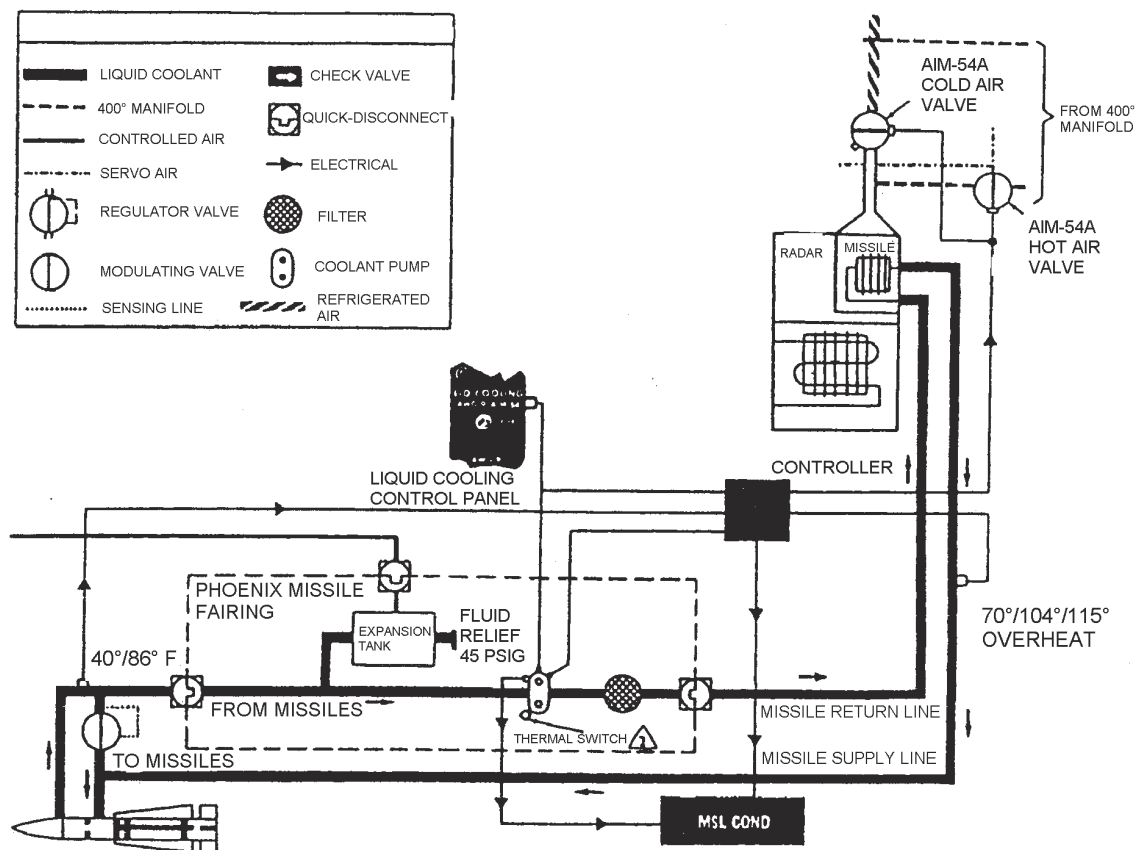 LIQUID COOLANT
400° MANIFOLD
CONTROLLED AIR
SERVO AIR
REGULATOR VALVE
MODULATING VALVE
SENSING LINE
CHECK VALVE
QUICK-DISCONNECT
ELECTRICAL
FILTER
COOLANT PUMP
REFRIGERATED
AIR
AIM-54A
COLD AIR
VALVE
FROM 400°
MANIFOLD
AIM-54A
HOT AIR
VALVE
RADAR
MISSILE
COOLING
LIQUID COOLING
CONTROL PANEL
CONTROLLER
PHOENIX MISSILE
FAIRING
EXPANSION
TANK
FLUID
RELIEF
45 PSIG
70°/104°/115°
OVERHEAT
40°/86° F
FROM MISSILES
THERMAL SWITCH
1
MISSILE RETURN LINE
TO MISSILES
MISSILE SUPPLY LINE
MSL COND